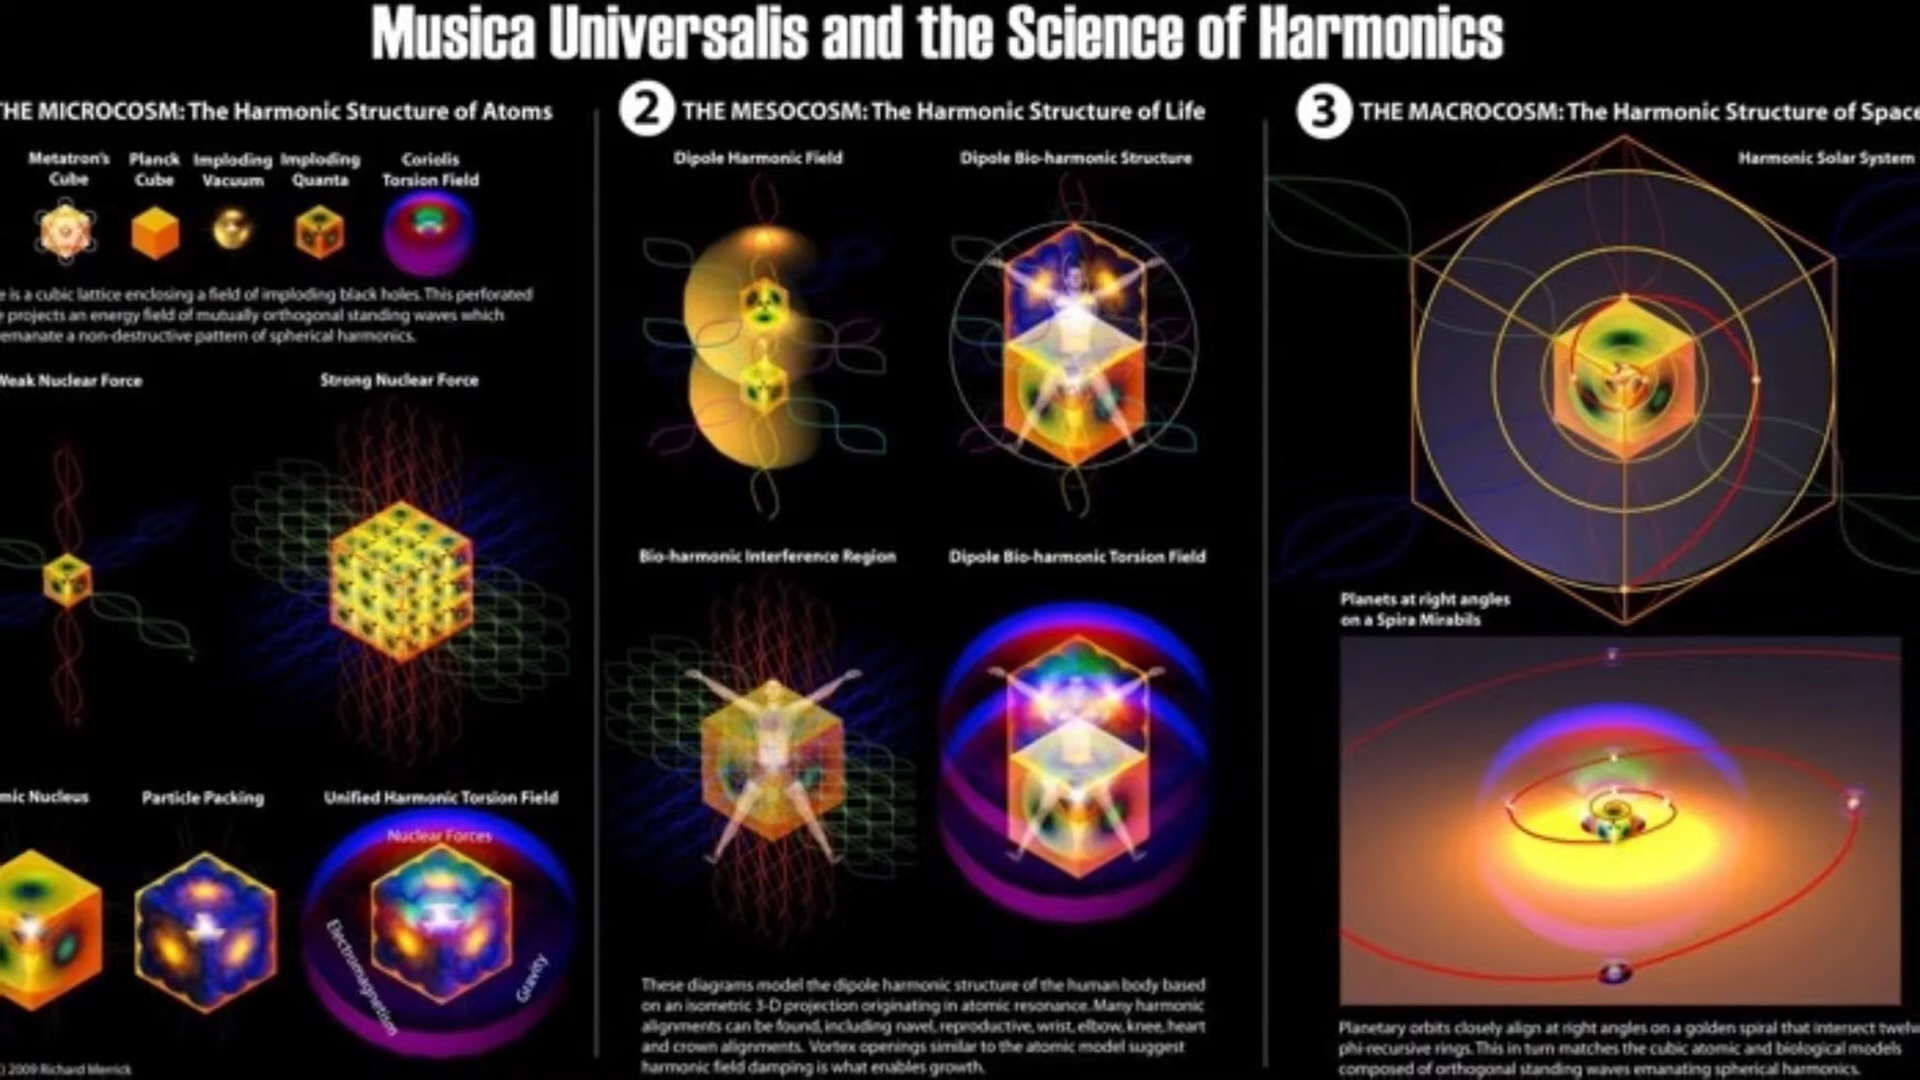 Musica Universalis and the Science of Harmonics
THE MICROCOSM: The Harmonic Structure of Atoms
Metatron's Cube
Planck Cube
Imploding Vacuum
Imploding Quanta
Coriolis Torsion Field
is a cubic lattice enclosing a field of imploding black holes. This perforated
projects an energy field of mutually orthogonal standing waves which
emanate a non-destructive pattern of spherical harmonics.
Weak Nuclear Force
Strong Nuclear Force
mic Nucleus
Particle Packing
Unified Harmonic Torsion Field
Nuclear Forces
Electromagnetism
Gravity
2009 Richard Merrick
2
THE MESOCOSM: The Harmonic Structure of Life
Dipole Harmonic Field
Dipole Bio-harmonic Structure
Bio-harmonic Interference Region
Dipole Bio-harmonic Torsion Field
These diagrams model the dipole harmonic structure of the human body based
on an isometric 3-D projection originating in atomic resonance. Many harmonic
alignments can be found, including navel, reproductive, wrist, elbow, knee, heart
and crown alignments. Vortex openings similar to the atomic model suggest
harmonic field damping is what enables growth.
3
THE MACROCOSM: The Harmonic Structure of Space
Harmonic Solar System
Planets at right angles
on a Spira Mirabils
Planetary orbits closely align at right angles on a golden spiral that intersect twelv
phi-recursive rings. This in turn matches the cubic atomic and biological models
composed of orthogonal standing waves emanating spherical harmonics.